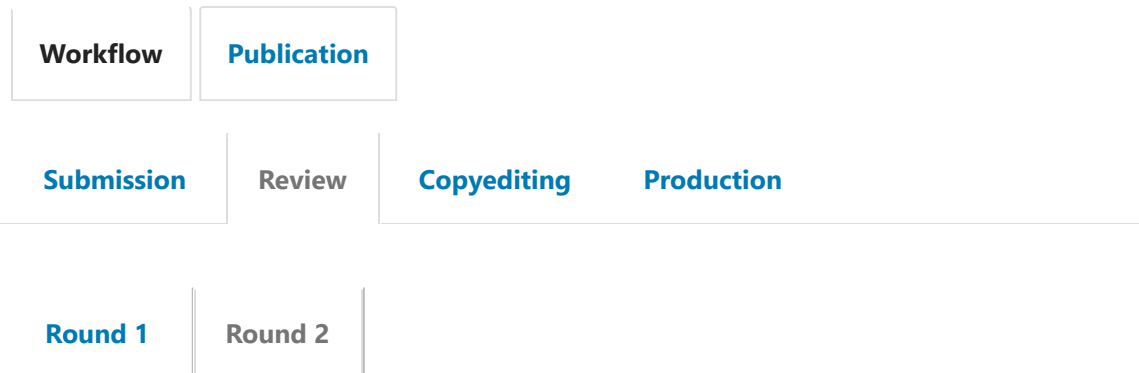 Workflow Publication
Submission Review Copyediting Production
Round 1 Round 2